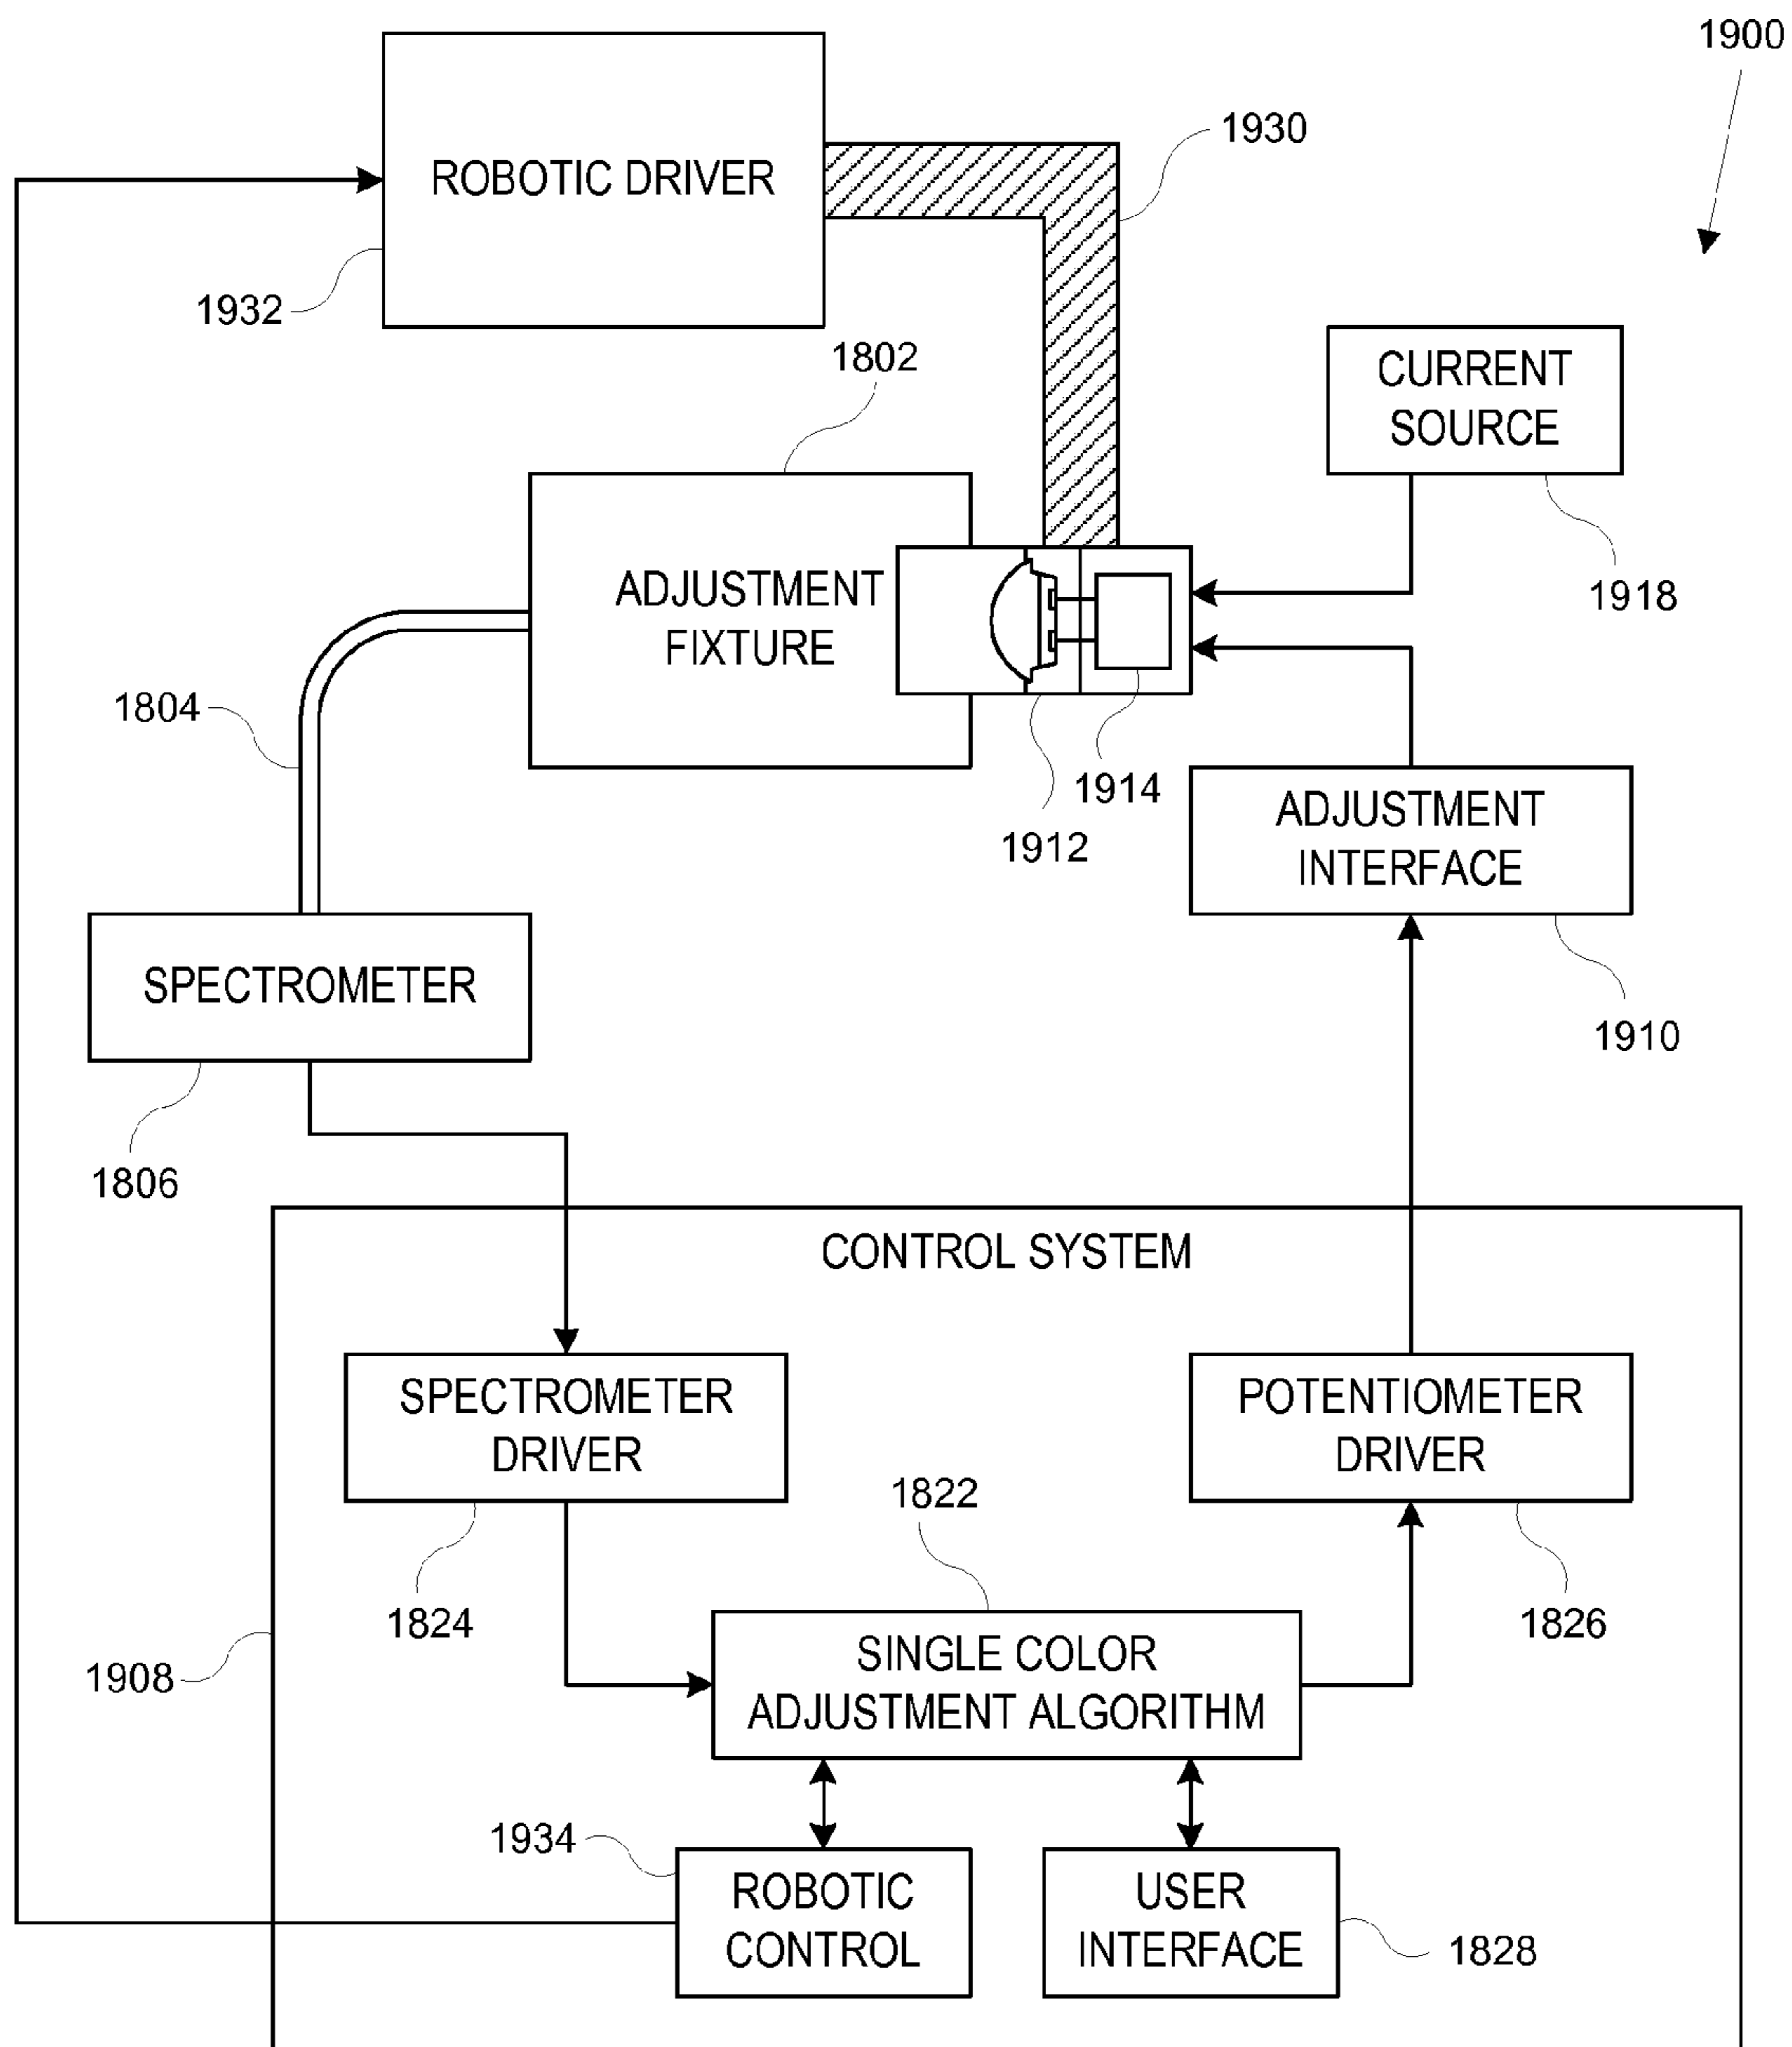 1900
ROBOTIC DRIVER
1930
1932
1802
CURRENT
SOURCE
1918
ADJUSTMENT
FIXTURE
1804
1914
1912
ADJUSTMENT
INTERFACE
1910
SPECTROMETER
1806
CONTROL SYSTEM
SPECTROMETER
DRIVER
1824
POTENTIOMETER
DRIVER
1826
1822
SINGLE COLOR
ADJUSTMENT ALGORITHM
1908
1934
ROBOTIC
CONTROL
USER
INTERFACE
1828